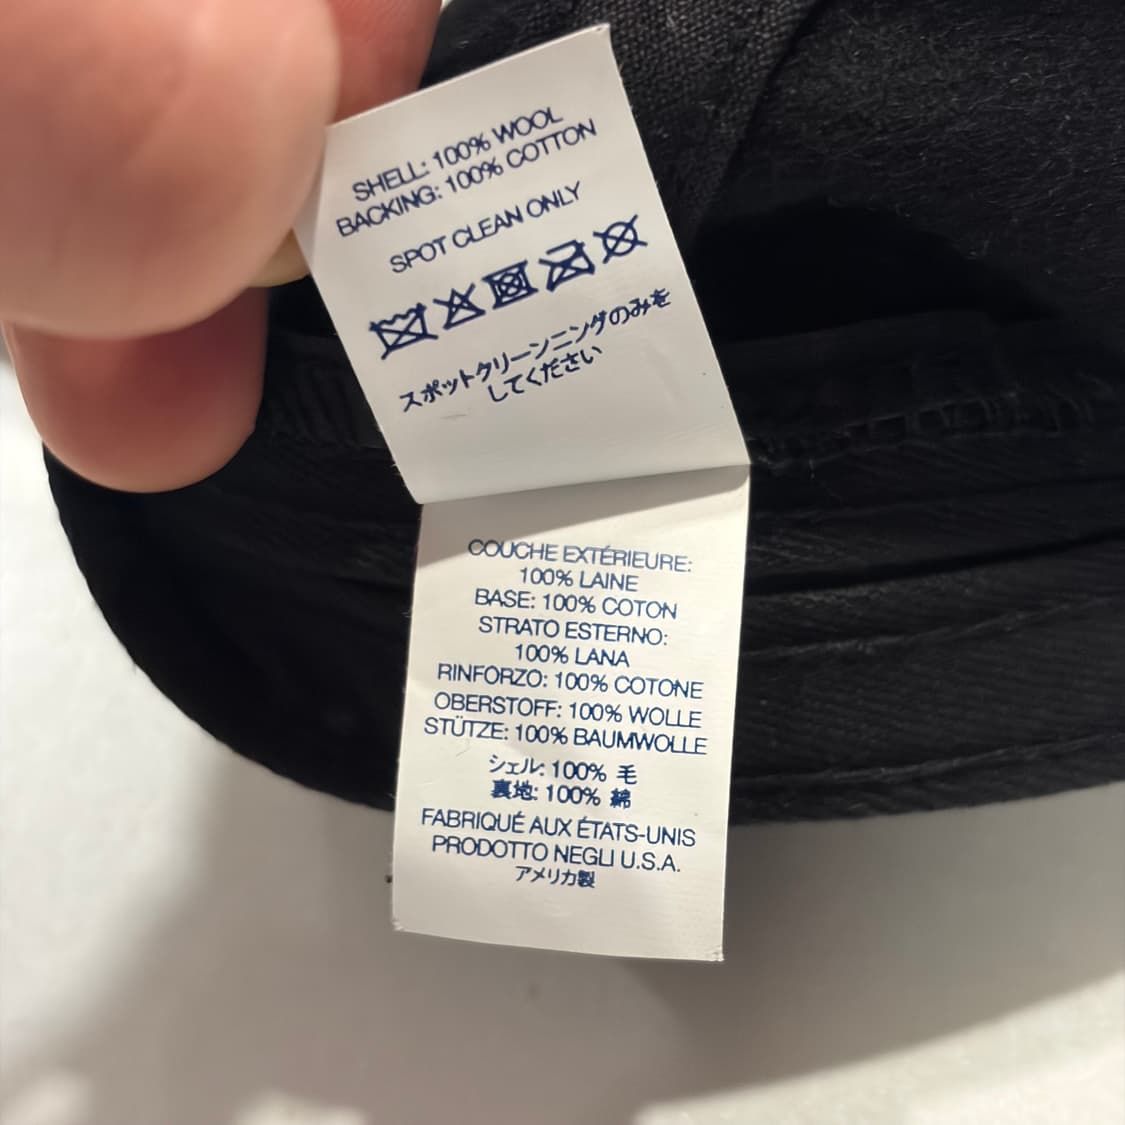 SHELL: 100% WOOL
BACKING: 100% COTTON
SPOT CLEAN ONLY
スポットクリーンニングのみを
してください
COUCHE EXTÉRIEURE:
100% LAINE
BASE: 100% COTON
STRATO ESTERNO:
100% LANA
RINFORZO: 100% COTONE
OBERSTOFF: 100% WOLLE
STÜTZE: 100% BAUMWOLLE
シェル: 100% 毛
裏地: 100% 綿
FABRIQUÉ AUX ÉTATS-UNIS
PRODOTTO NEGLI U.S.A.
アメリカ製